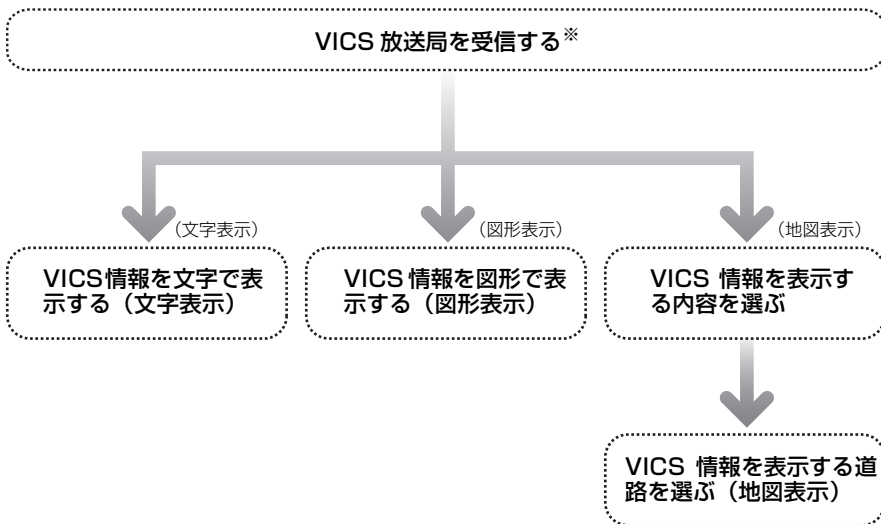 VICS 放送局を受信する※
（文字表示）
（図形表示）
（地図表示）
VICS情報を文字で表
示する（文字表示）
VICS 情報を図形で表
示する（図形表示）
VICS 情報を表示す
る内容を選ぶ
VICS 情報を表示する道
路を選ぶ（地図表示）